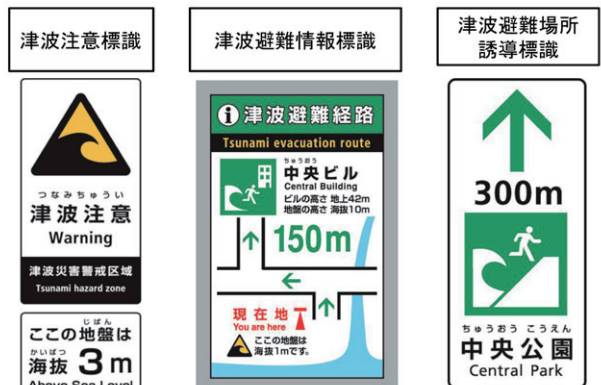 津波注意標識
つなみちゅうい
津波注意
Warning
津波災害警戒区域
Tsunami hazard zone
じばん
ここの地盤は
かいばつ
海抜 3m
Above Sea Level
津波避難情報標識
i 津波避難経路
Tsunami evacuation route
ちゅうおう
中央ビル
Central Building
ビルの高さ 地上42m
地盤の高さ 海抜10m
150m
現在地
You are here
ここの地盤は
海抜1mです。
津波避難場所
誘導標識
300m
ちゅうおう こうえん
中央公園
Central Park